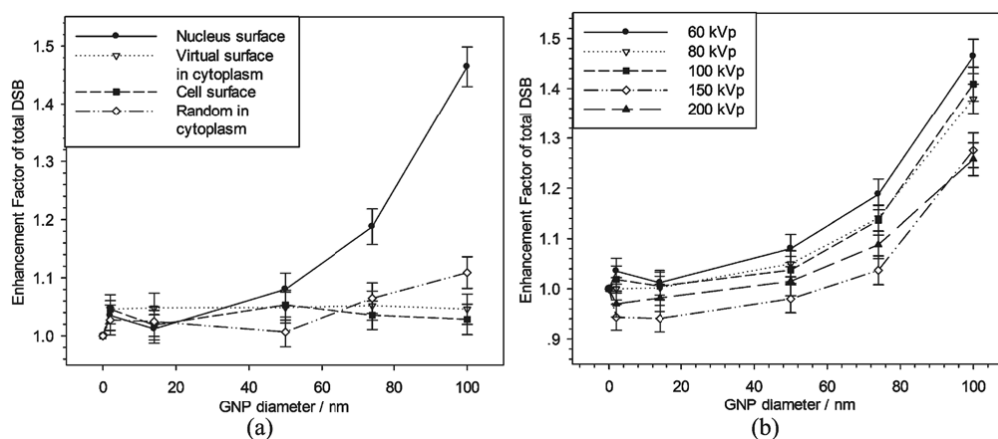 Enhancement Factor of total DSB
1.5
1.4
1.3
1.2
1.1
1.0
Nucleus surface
Virtual surface
in cytoplasm
Cell surface
Random in
cytoplasm
0
20
40
60
80
100
GNP diameter / nm
(a)
Enhancement Factor of total DSB
1.5
1.4
1.3
1.2
1.1
1.0
.9
60 kVp
80 kVp
100 kVp
150 kVp
200 kVp
0
20
40
60
80
100
GNP diameter / nm
(b)